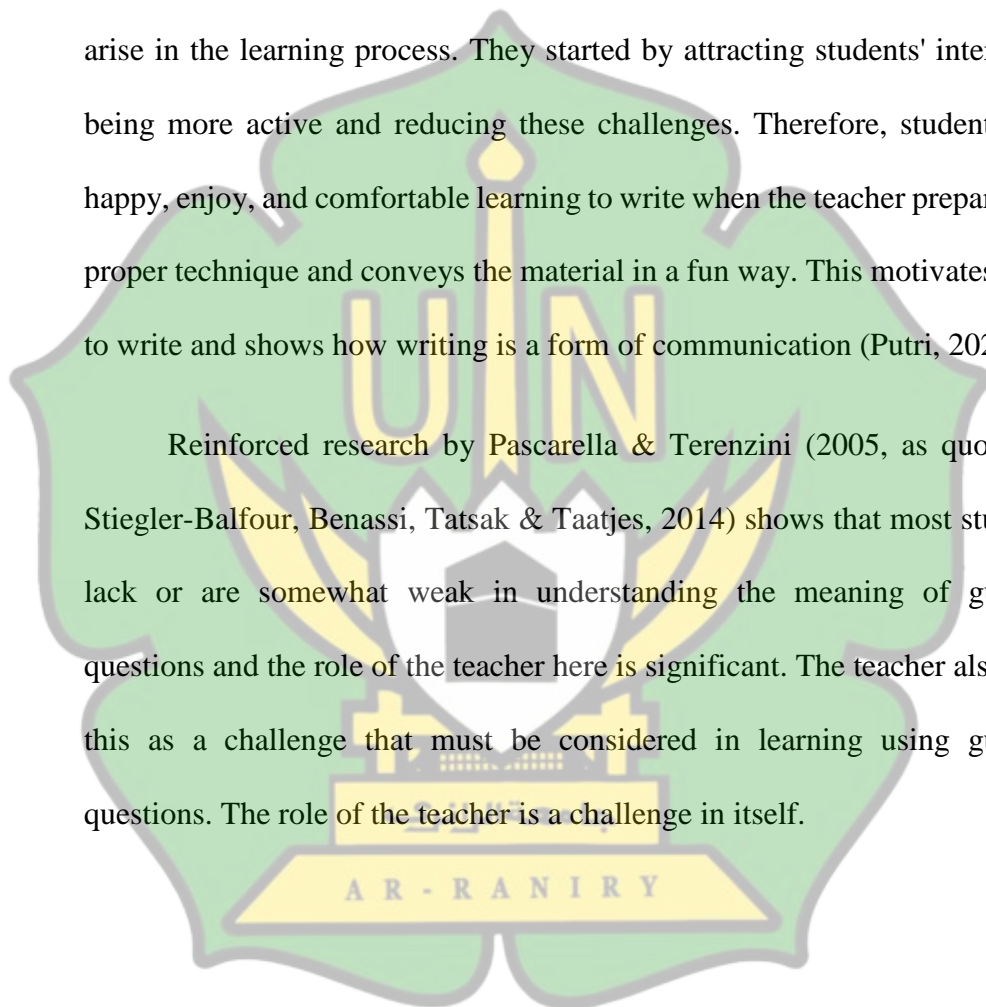 arise in the learning process. They started by attracting students' inter
being more active and reducing these challenges. Therefore, student
happy, enjoy, and comfortable learning to write when the teacher prepar
proper technique and conveys the material in a fun way. This motivates
to write and shows how writing is a form of communication (Putri, 202
Reinforced research by Pascarella & Terenzini (2005, as quo
Stiegler-Balfour, Benassi, Tatsak & Taatjes, 2014) shows that most stu
lack or are somewhat weak in understanding the meaning of gu
questions and the role of the teacher here is significant. The teacher als
this as a challenge that must be considered in learning using gu
questions. The role of the teacher is a challenge in itself.
UIN
جامعة الرانيري
AR-RANIRY